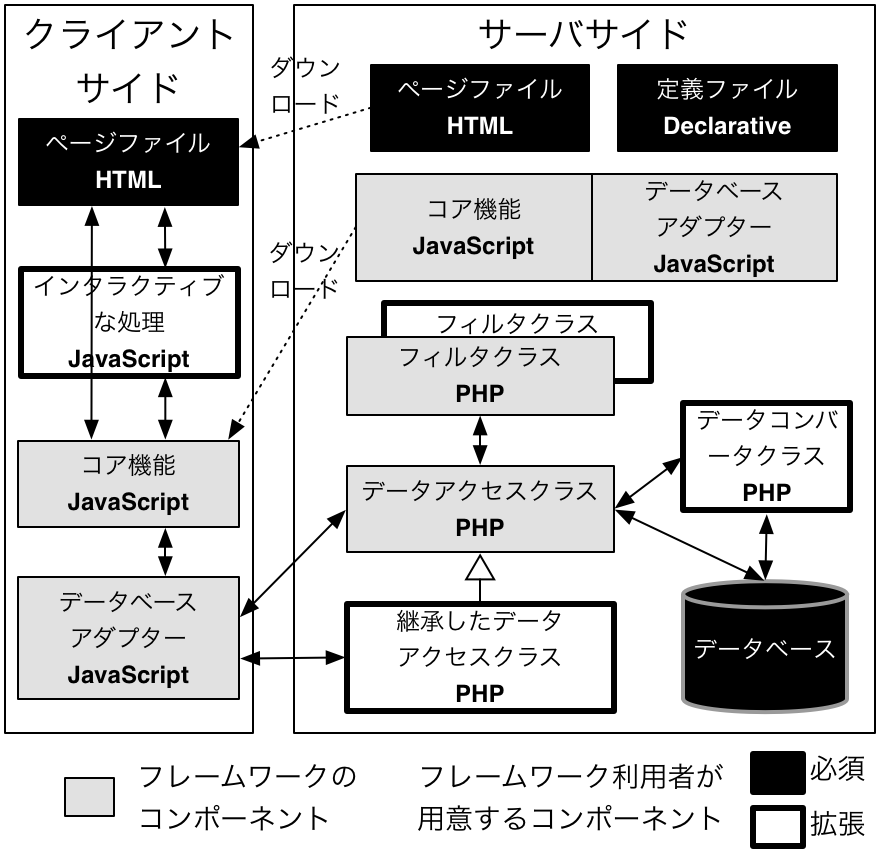 クライアント
サイド
ページファイル
HTML
インタラクティブ
な処理
JavaScript
コア機能
JavaScript
データベース
アダプター
JavaScript
ダウン
ロード
ダウン
ロード
サーバサイド
ページファイル
HTML
定義ファイル
Declarative
コア機能
JavaScript
データベース
アダプター
JavaScript
フィルタクラス
フィルタクラス
PHP
データアクセスクラス
PHP
継承したデータ
アクセスクラス
PHP
データコンバ
ータクラス
PHP
データベース
フレームワークの
コンポーネント
フレームワーク利用者が
用意するコンポーネント
必須
拡張